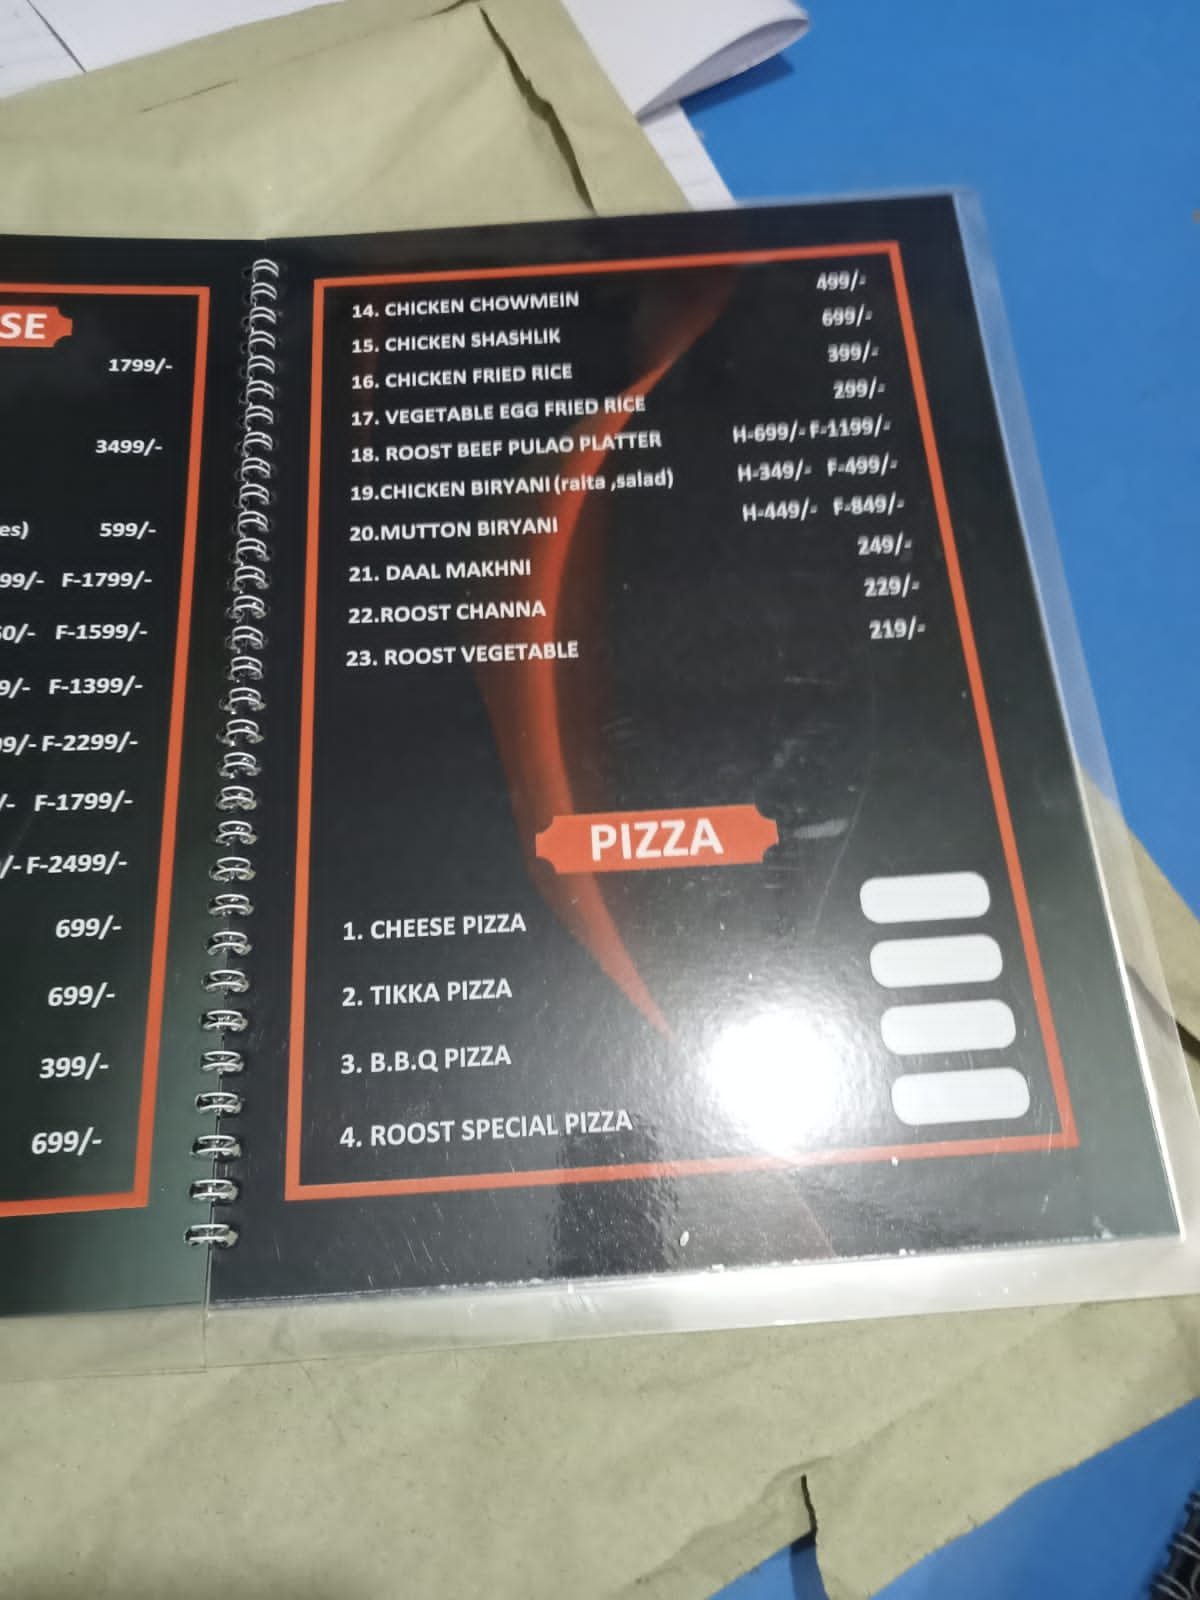 SE
1799/-
3499/-
es) 599/-
99/- F-1799/-
60/- F-1599/-
9/- F-1399/-
99/- F-2299/-
/- F-1799/-
/- F-2499/-
699/-
699/-
399/-
699/-
14. CHICKEN CHOWMEIN 499/-
15. CHICKEN SHASHLIK 699/-
16. CHICKEN FRIED RICE 399/-
17. VEGETABLE EGG FRIED RICE 299/-
18. ROOST BEEF PULAO PLATTER H-699/- F-1199/-
19.CHICKEN BIRYANI (raita ,salad) H-349/- F-499/-
20.MUTTON BIRYANI H-449/- F-849/-
21. DAAL MAKHNI 249/-
22.ROOST CHANNA 229/-
23. ROOST VEGETABLE 219/-
PIZZA
1. CHEESE PIZZA
2. TIKKA PIZZA
3. B.B.Q PIZZA
4. ROOST SPECIAL PIZZA